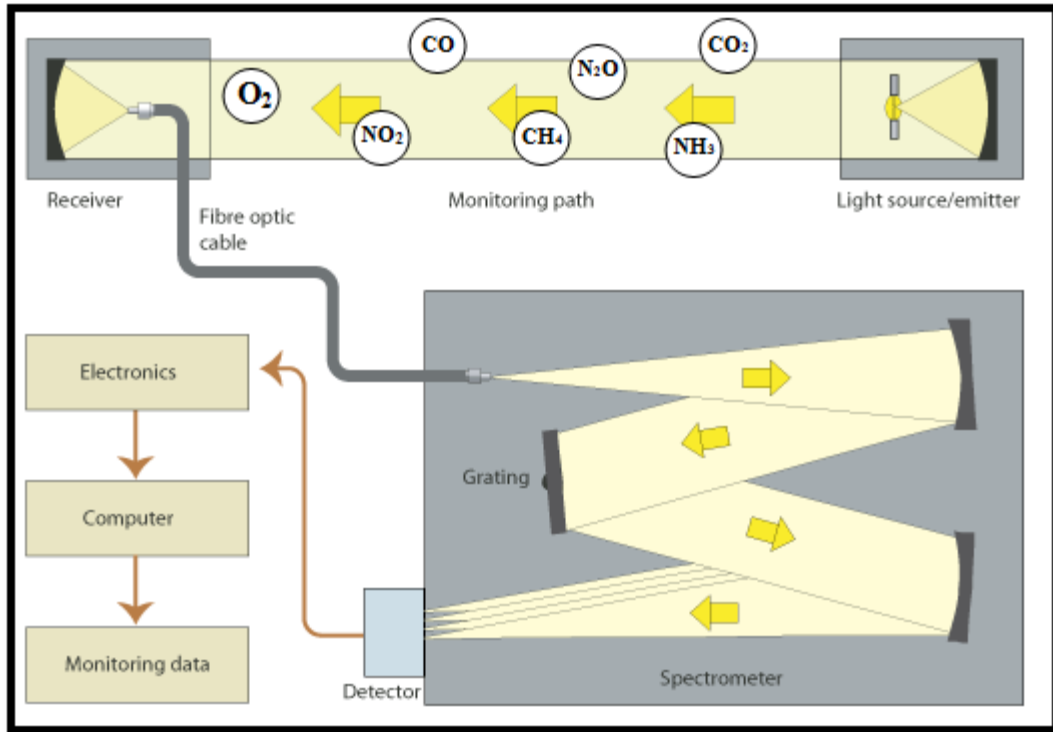 CO
CO₂
N₂O
O₂
NO₂
CH₄
NH₃
Receiver
Monitoring path
Light source/emitter
Fibre optic
cable
Electronics
Grating
Computer
Monitoring data
Detector
Spectrometer